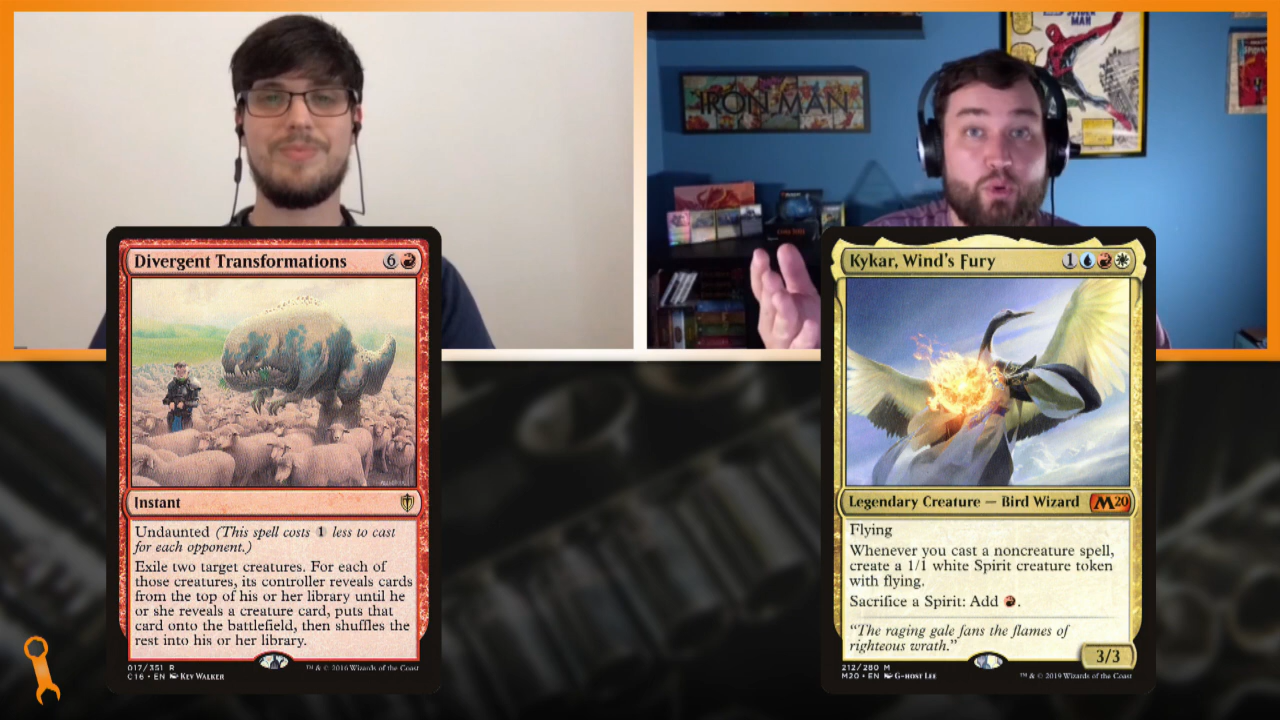 SPIDER
MAN
IRON MAN
Divergent Transformations 6
Instant
Undaunted (This spell costs 1 less to cast
for each opponent.)
Exile two target creatures. For each of
those creatures, its controller reveals cards
from the top of his or her library until he
or she reveals a creature card, puts that
card onto the battlefield, then shuffles the
rest into his or her library.
017/351 R
C16 • EN KEV WALKER
™ & © 2016 Wizards of the Coast
Kykar, Wind's Fury 1
Legendary Creature — Bird Wizard M20
Flying
Whenever you cast a noncreature spell,
create a 1/1 white Spirit creature token
with flying.
Sacrifice a Spirit: Add .
"The raging gale fans the flames of
righteous wrath."
3/3
212/280 M
M20 • EN G-HOST LEE
™ & © 2019 Wizards of the Coast